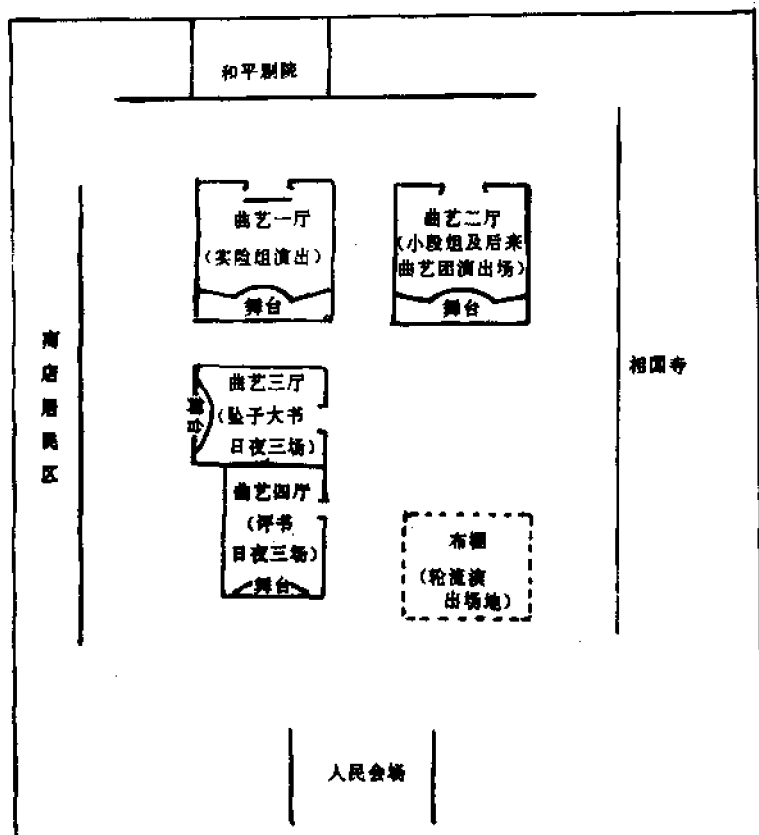 和平剧院
曲艺一厅
（实险组演出）
舞台
曲艺二厅
（小段组及后来
曲艺团演出场）
舞台
商店居民区
相国寺
曲艺三厅
（坠子大书
日夜三场）
舞台
曲艺四厅
（评书
日夜三场）
舞台
布棚
（轮流演
出场地）
人民会场